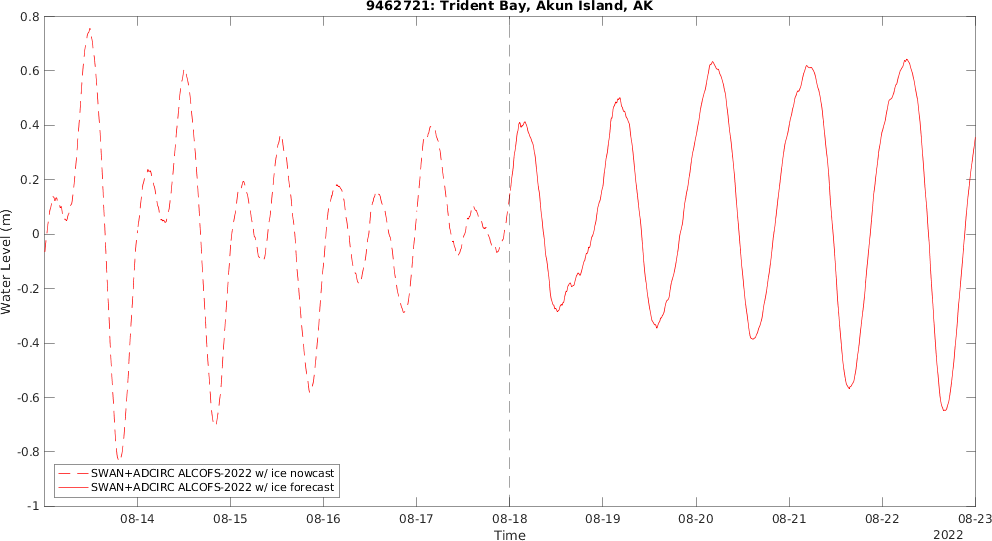 9462721: Trident Bay, Akun Island, AK
0.8
0.6
0.4
0.2
0
-0.2
-0.4
-0.6
-0.8
-1
Water Level (m)
SWAN+ADCIRC ALCOFS-2022 w/ ice nowcast
SWAN+ADCIRC ALCOFS-2022 w/ ice forecast
08-14 08-15 08-16 08-17 08-18 08-19 08-20 08-21 08-22 08-23
Time
2022